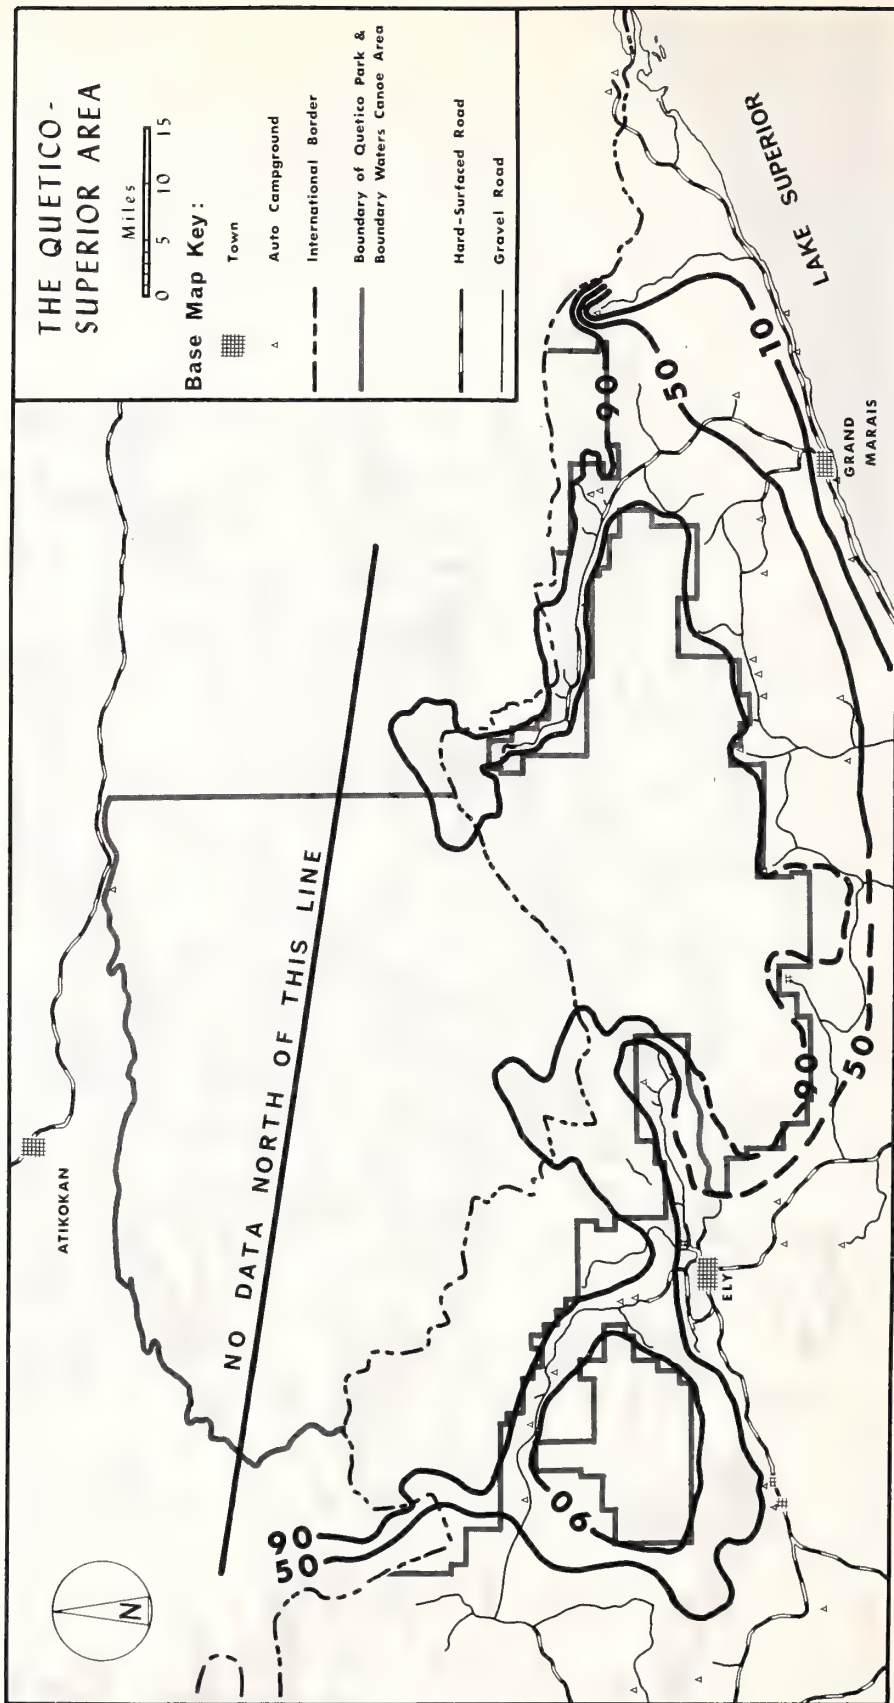 THE QUETICO-
SUPERIOR AREA
Miles
0 5 10 15
Base Map Key:
Town
Auto Campground
International Border
Boundary of Quetico Park &
Boundary Waters Canoe Area
Hard-Surfaced Road
Gravel Road
N
ATIKOKAN
NO DATA NORTH OF THIS LINE
90
50
90
ELY
90
50
90
50
10
GRAND
MARAIS
LAKE SUPERIOR